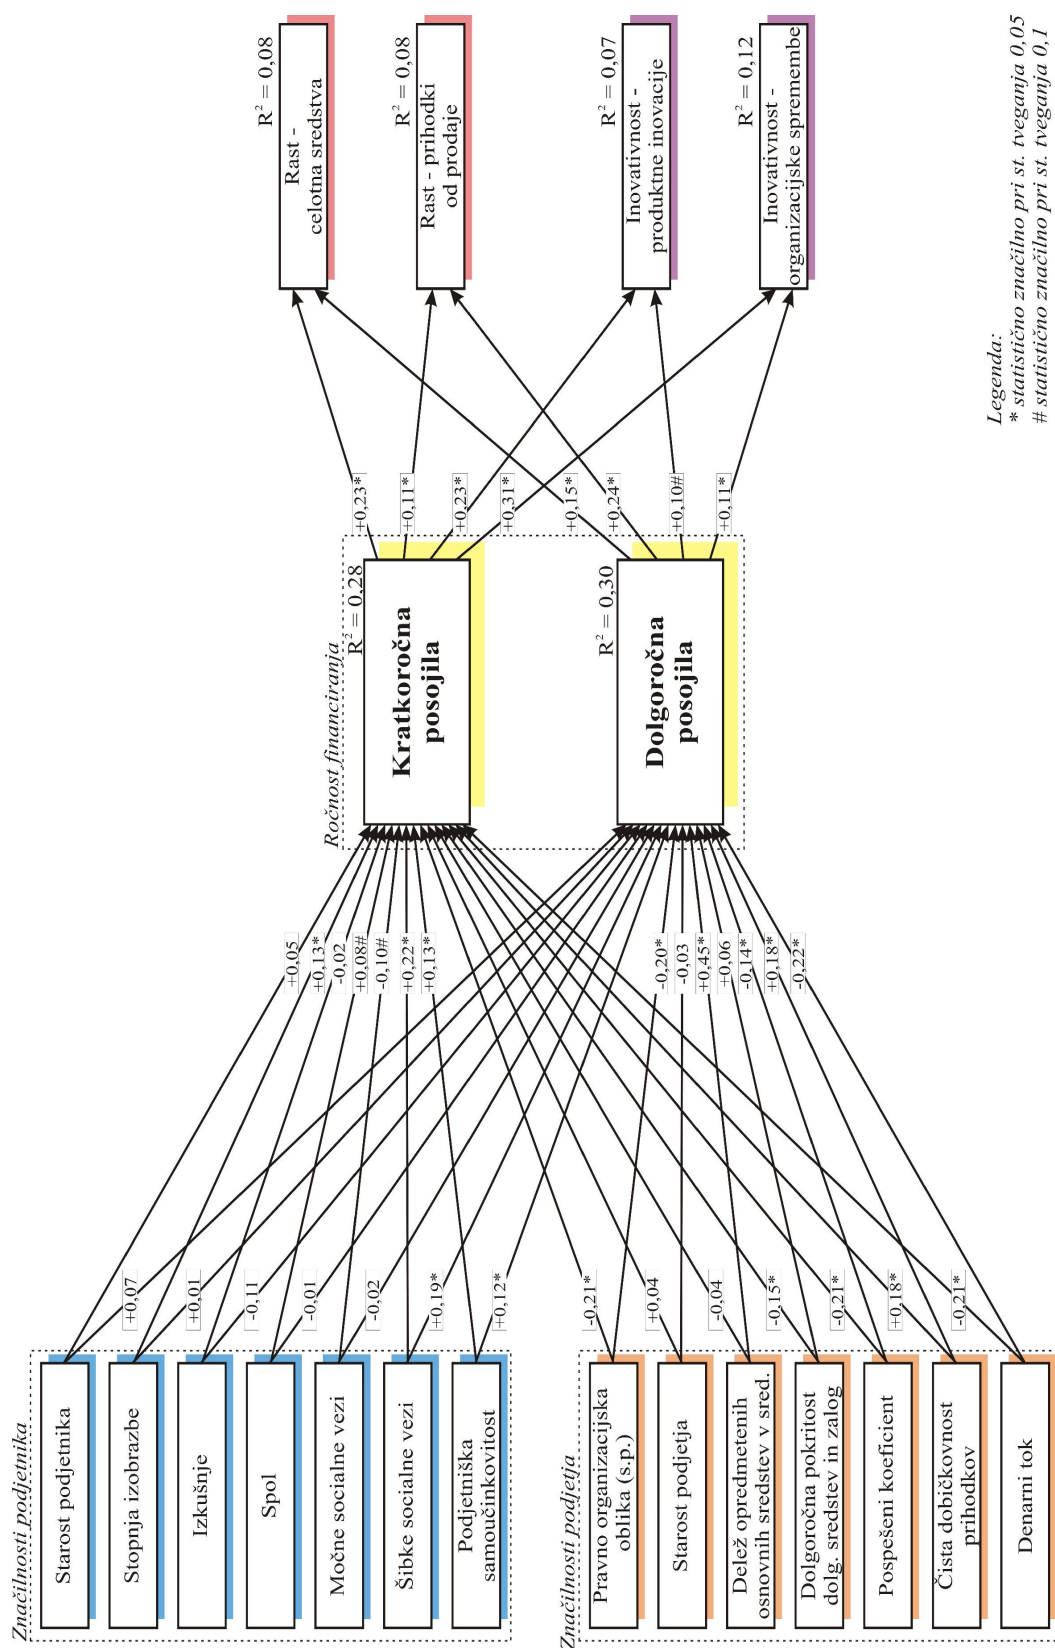 Značilnosti podjetnika
Starost podjetnika
Stopnja izobrazbe
Izkušnje
Spol
Močne socialne vezi
Šibke socialne vezi
Podjetniška
samoučinkovitost
Značilnosti podjetja
Pravno organizacijska
oblika (s.p.)
Starost podjetja
Delež opredmetenih
osnovnih sredstev v sred.
Dolgoročna pokritost
dolg. sredstev in zalog
Pospešeni koeficient
Čista dobičkovnost
prihodkov
Denarni tok
+0,07
+0,01
-0,11
-0,01
-0,02
+0,19*
+0,12*
-0,21*
+0,04
-0,04
-0,15*
-0,21*
+0,18*
-0,21*
+0,05
+0,13*
-0,02
+0,08#
-0,10#
+0,22*
+0,13*
-0,20*
-0,03
+0,45*
+0,06
-0,14*
+0,18*
-0,22*
Ročnost financiranja
R² = 0,28
Kratkoročna
posojila
R² = 0,30
Dolgoročna
posojila
+0,23*
+0,11*
+0,23*
+0,31*
+0,15*
+0,24*
+0,10#
+0,11*
R² = 0,08
Rast -
celotna sredstva
R² = 0,08
Rast - prihodki
od prodaje
R² = 0,07
Inovativnost -
produktne inovacije
R² = 0,12
Inovativnost -
organizacijske spremembe
Legenda:
* statistično značilno pri st. tveganja 0,05
# statistično značilno pri st. tveganja 0,1